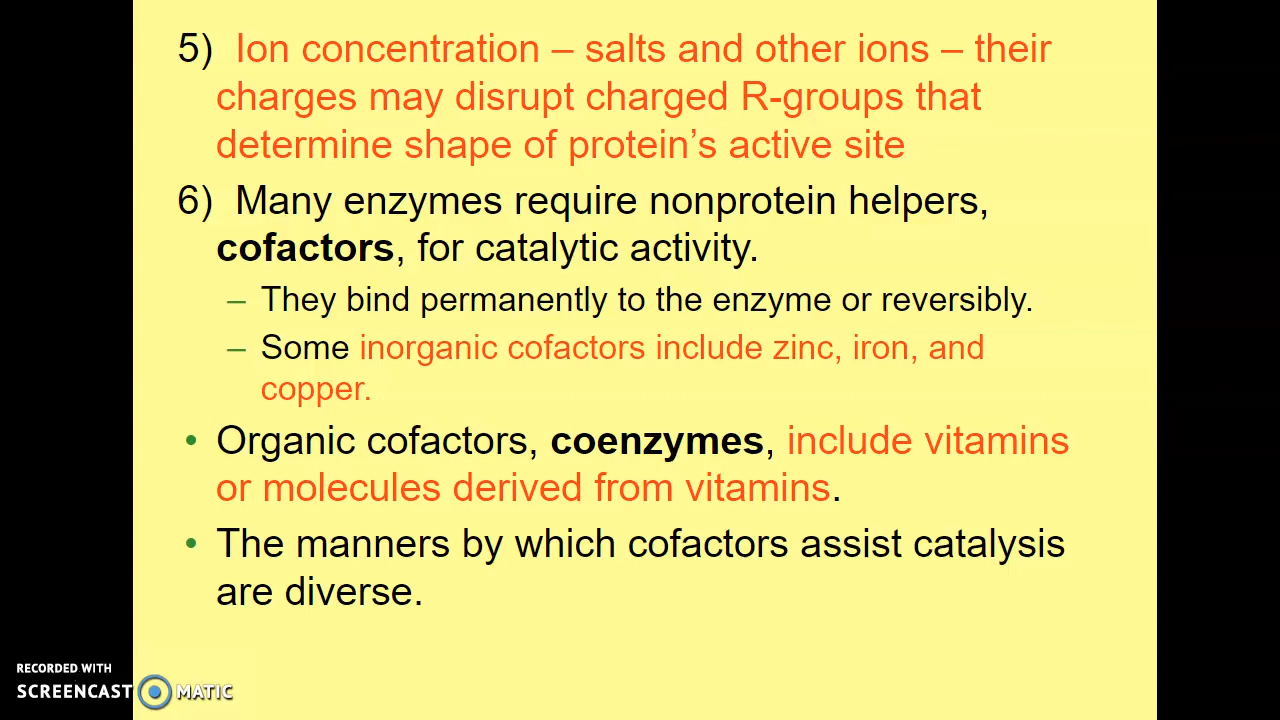 5) Ion concentration – salts and other ions – their
charges may disrupt charged R-groups that
determine shape of protein’s active site
6) Many enzymes require nonprotein helpers,
cofactors, for catalytic activity.
– They bind permanently to the enzyme or reversibly.
– Some inorganic cofactors include zinc, iron, and
copper.
• Organic cofactors, coenzymes, include vitamins
or molecules derived from vitamins.
• The manners by which cofactors assist catalysis
are diverse.
RECORDED WITH
SCREENCAST MATIC